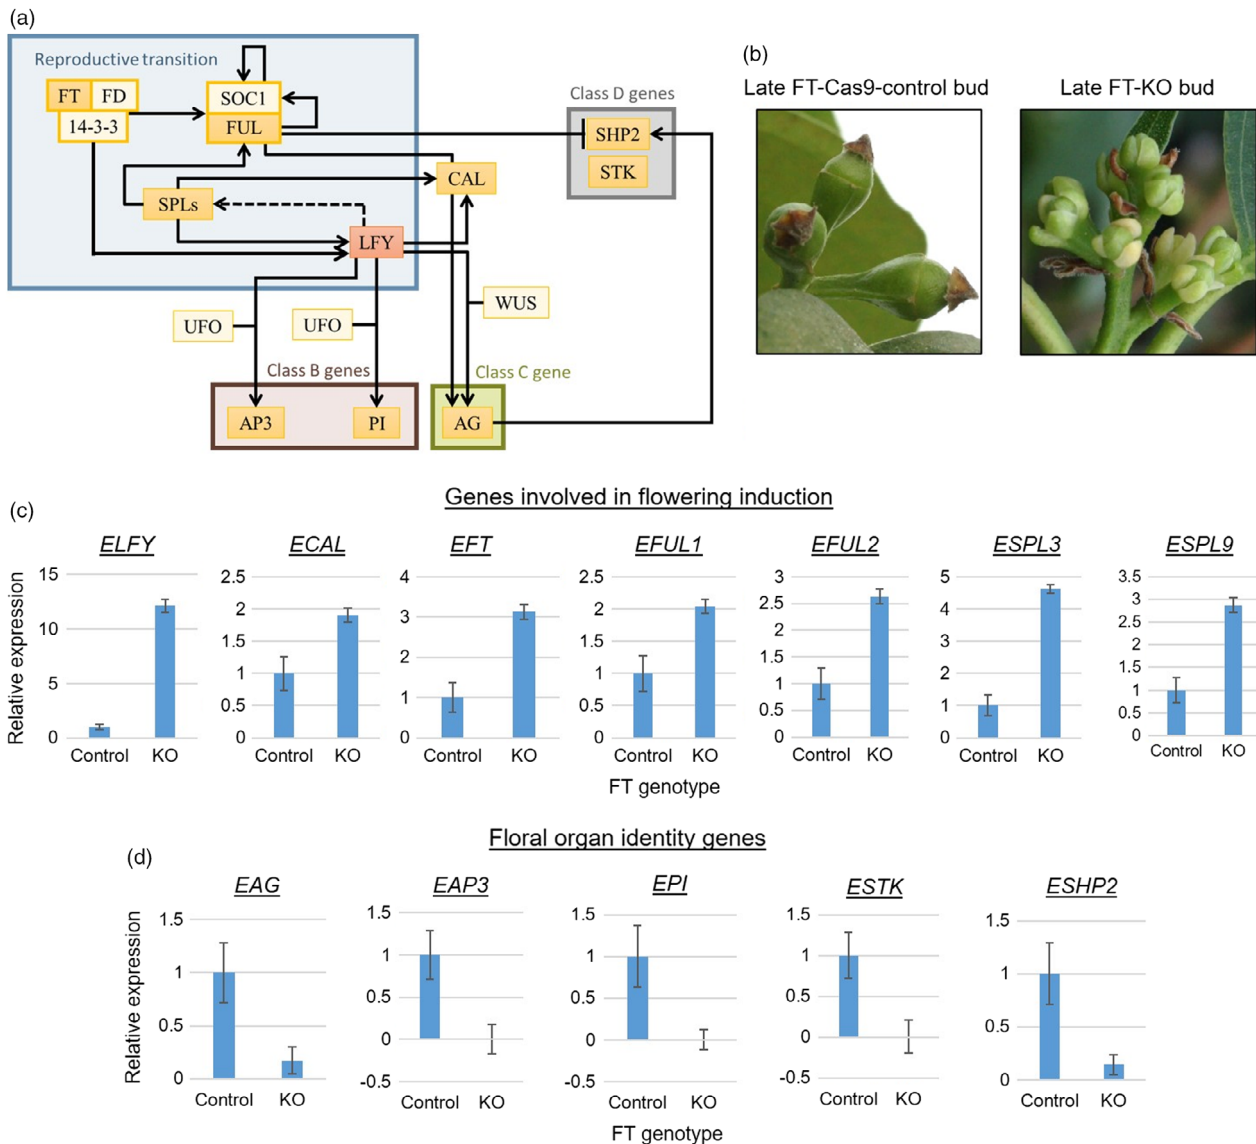 (a)
Reproductive transition
FT FD
14-3-3
SOC1
FUL
SPLs
CAL
LFY
Class D genes
SHP2
STK
UFO
UFO
WUS
Class B genes
AP3
PI
Class C gene
AG
(b)
Late FT-Cas9-control bud
Late FT-KO bud
(c)
Genes involved in flowering induction
Relative expression
ELFY
15
10
5
0
Control KO
ECAL
2.5
2
1.5
1
0.5
0
Control KO
EFT
4
3
2
1
0
Control KO
EFUL1
2.5
2
1.5
1
0.5
0
Control KO
EFUL2
3
2.5
2
1.5
1
0.5
0
Control KO
ESPL3
5
4
3
2
1
0
Control KO
ESPL9
3.5
3
2.5
2
1.5
1
0.5
0
Control KO
FT genotype
(d)
Floral organ identity genes
Relative expression
EAG
1.5
1
0.5
0
Control KO
EAP3
1.5
1
0.5
0
-0.5
Control KO
EPI
1.5
1
0.5
0
-0.5
Control KO
ESTK
1.5
1
0.5
0
-0.5
Control KO
ESHP2
1.5
1
0.5
0
Control KO
FT genotype